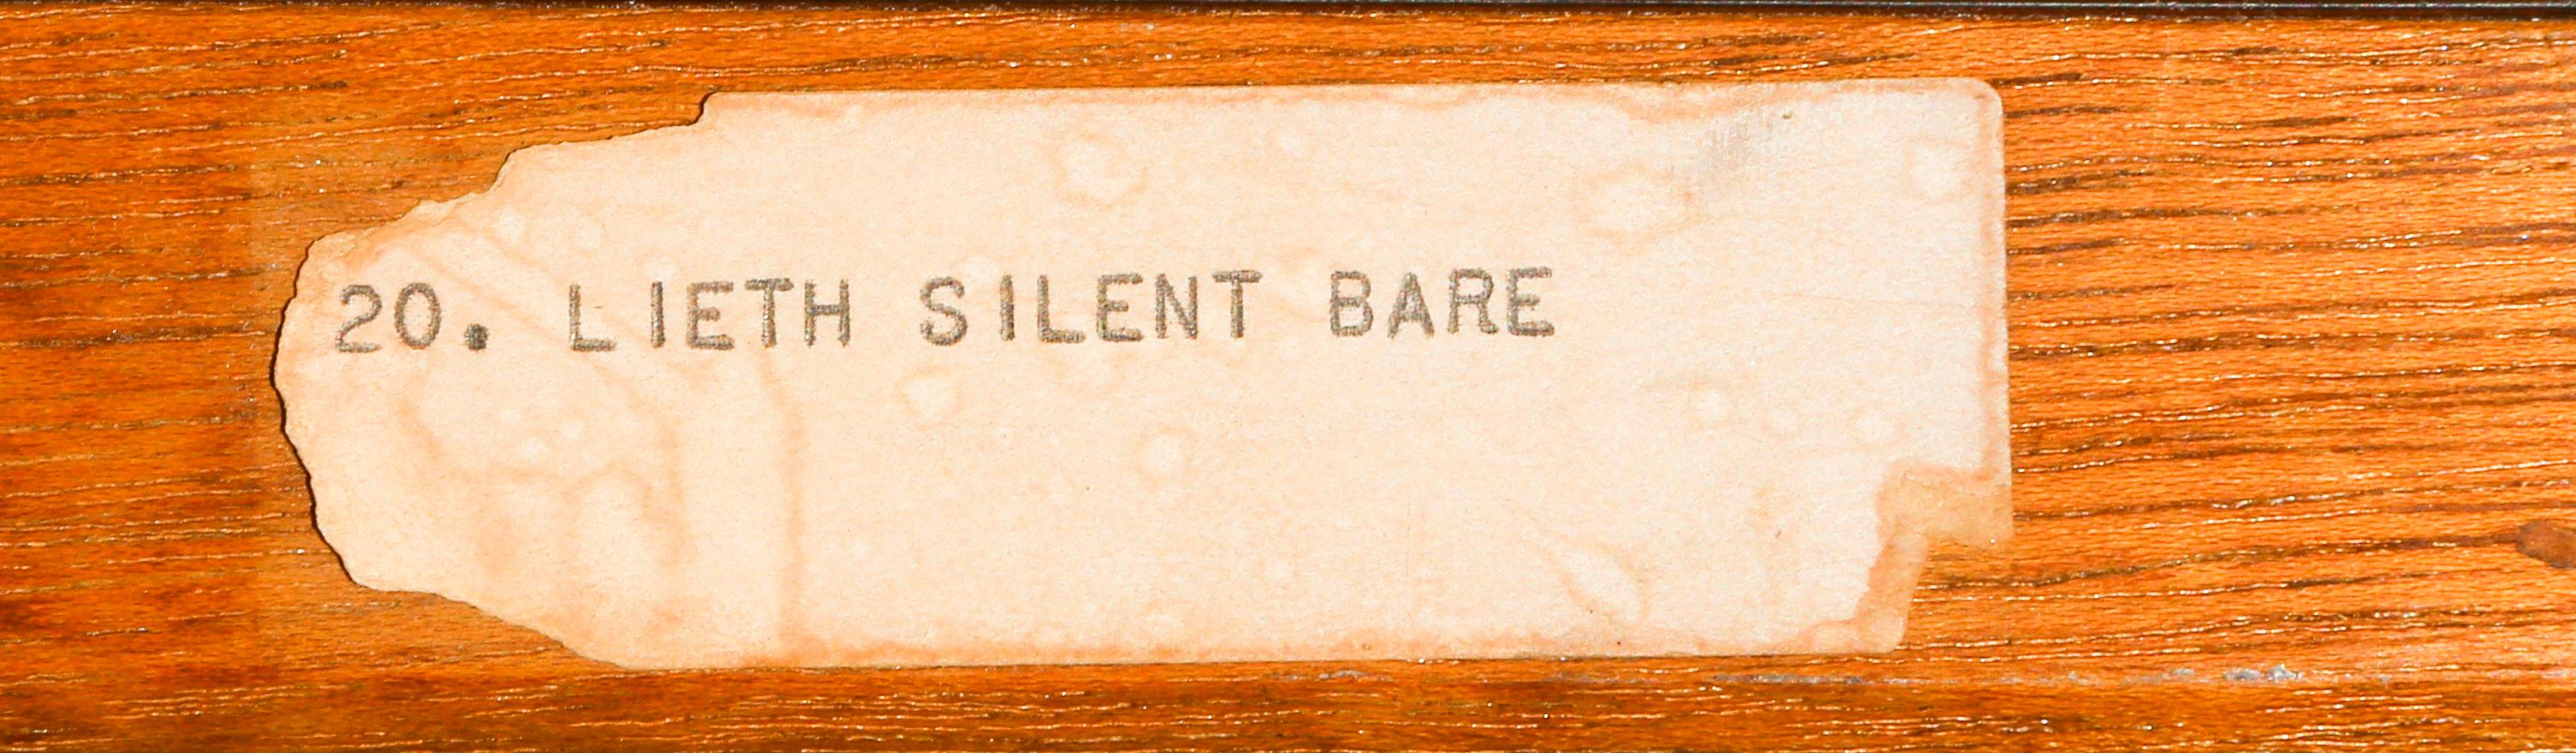 20. LIETH SILENT BARE